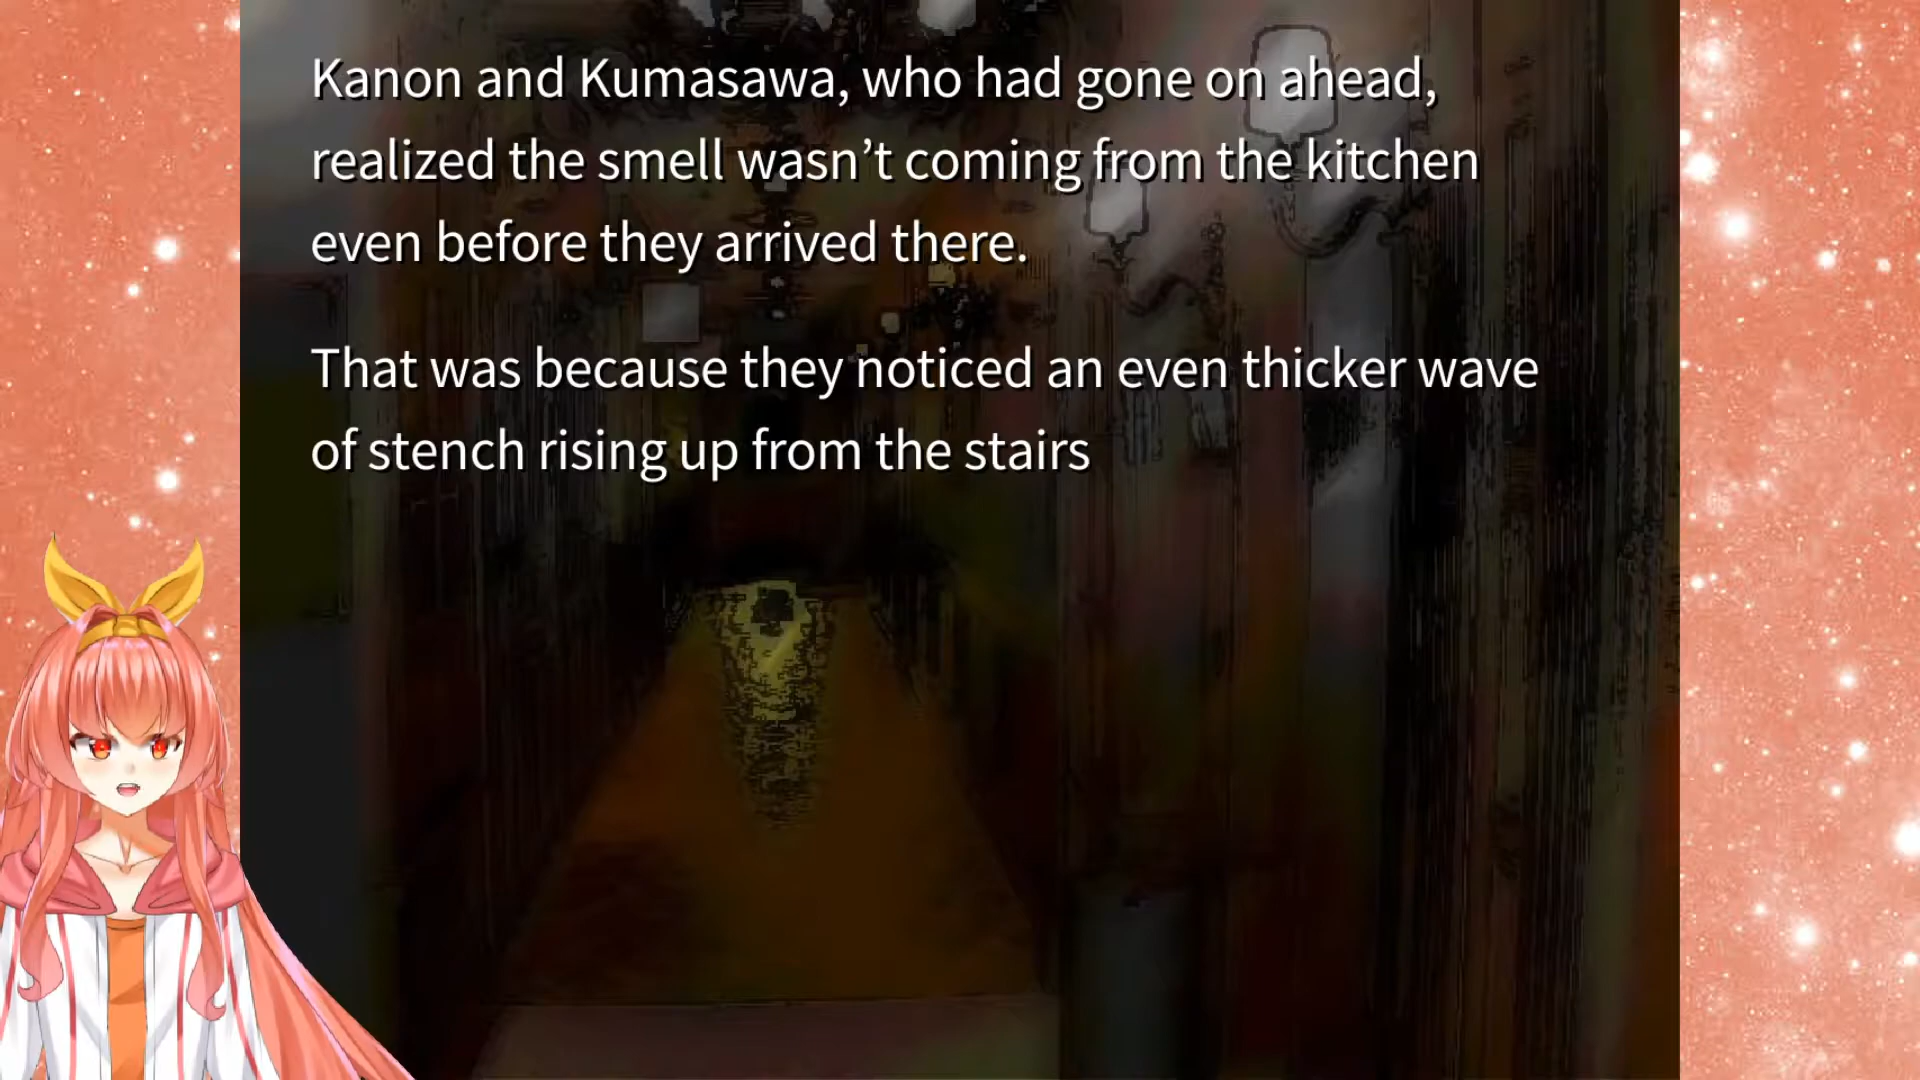 Kanon and Kumasawa, who had gone on ahead,
realized the smell wasn’t coming from the kitchen
even before they arrived there.
That was because they noticed an even thicker wave
of stench rising up from the stairs